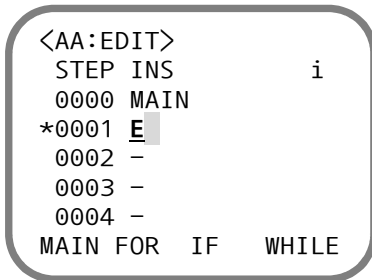 <AA:EDIT>
STEP INS i
0000 MAIN
*0001 E
0002 –
0003 –
0004 –
MAIN FOR IF WHILE